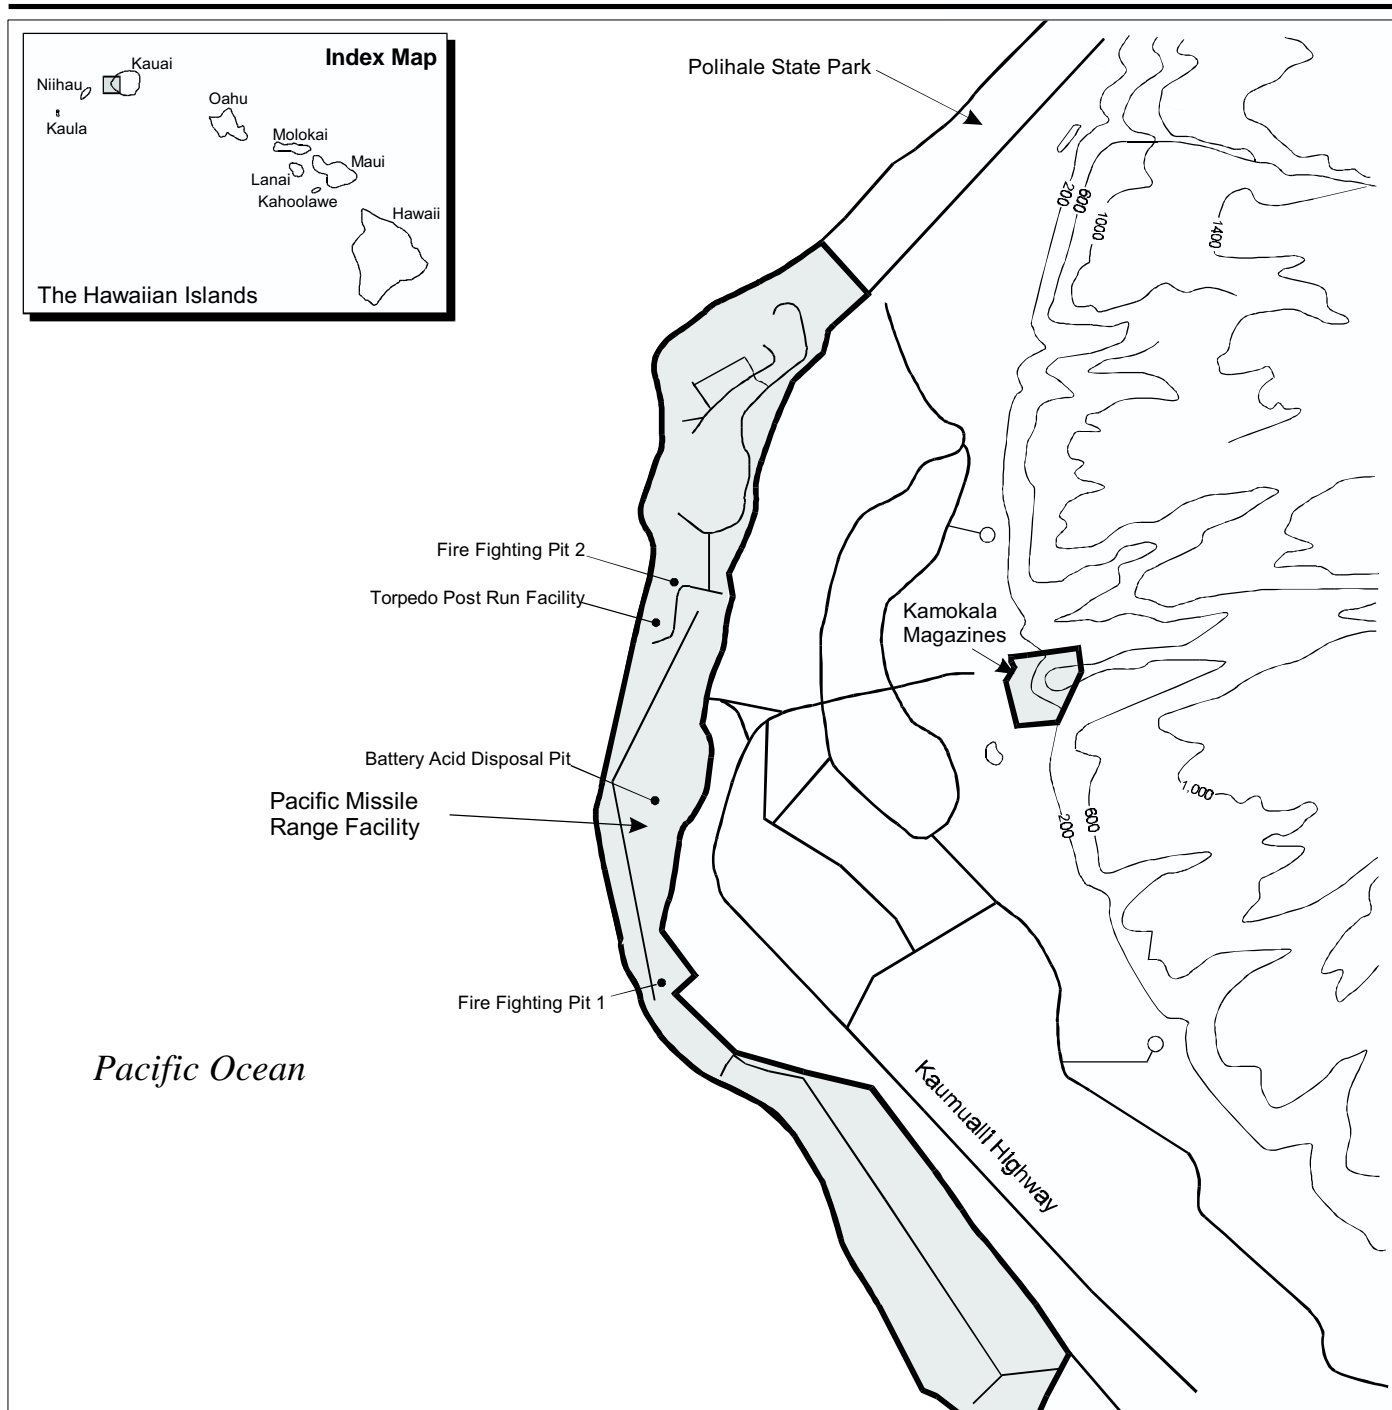 Index Map
Kauai
Niihau
Kaula
Oahu
Molokai
Maui
Lanai
Kahoolawe
Hawaii
The Hawaiian Islands
Polihale State Park
200
600
1000
1400
Fire Fighting Pit 2
Torpedo Post Run Facility
Kamokala
Magazines
Battery Acid Disposal Pit
Pacific Missile
Range Facility
1,000
200
600
Fire Fighting Pit 1
Pacific Ocean
KaumualiI HIghway